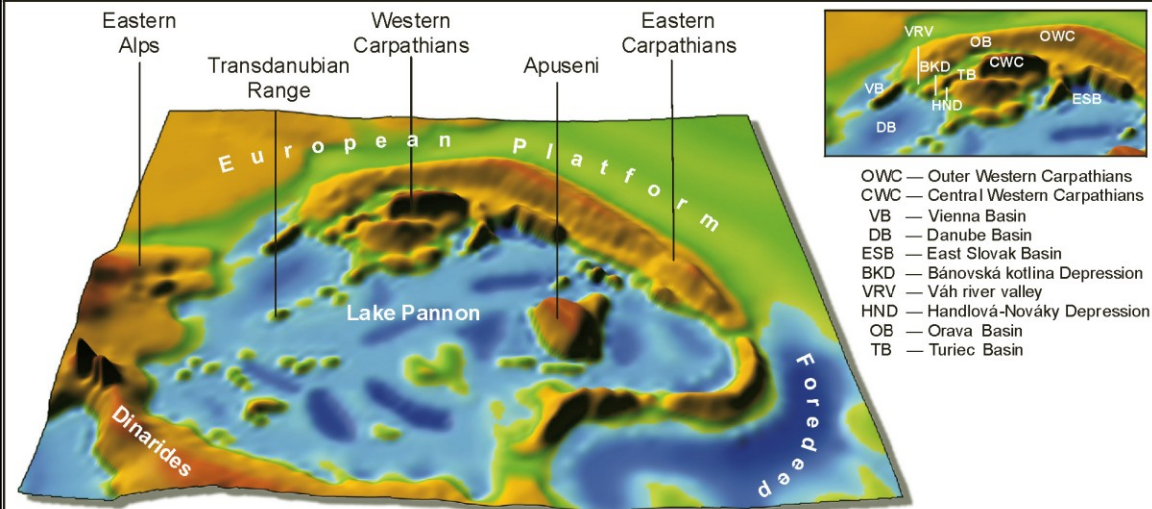 Eastern
Alps
Transdanubian
Range
Western
Carpathians
Apuseni
Eastern
Carpathians
European Platform
Lake Pannon
Dinarides
Foredeep
VRV
OB
OWC
BKD
TB
CWC
VB
HND
ESB
DB
OWC — Outer Western Carpathians
CWC — Central Western Carpathians
VB — Vienna Basin
DB — Danube Basin
ESB — East Slovak Basin
BKD — Bánovská kotlina Depression
VRV — Váh river valley
HND — Handlová-Nováky Depression
OB — Orava Basin
TB — Turiec Basin